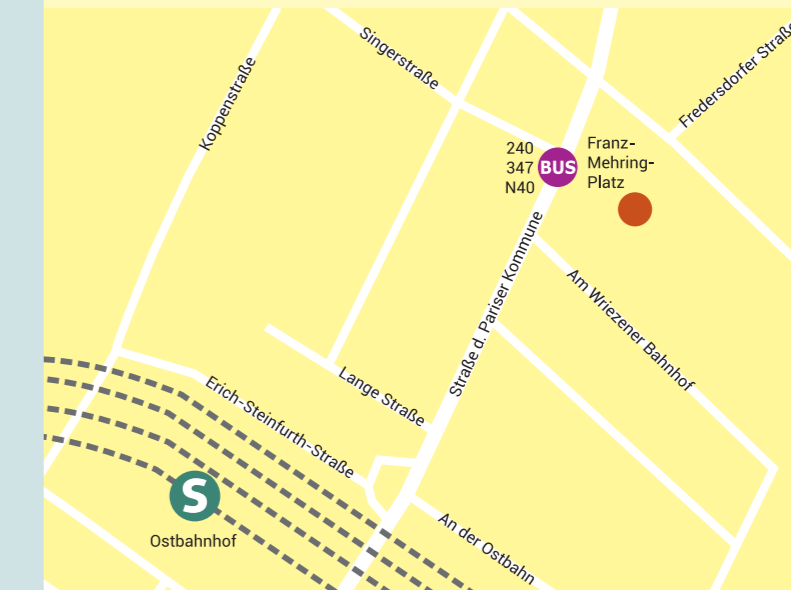 Singerstraße
Fredersdorfer Straße
Koppenstraße
240
347
N40
BUS
Franz-
Mehring-
Platz
Straße d. Pariser Kommune
Am Wriezener Bahnhof
Lange Straße
Erich-Steinfurth-Straße
S
Ostbahnhof
An der Ostbahn